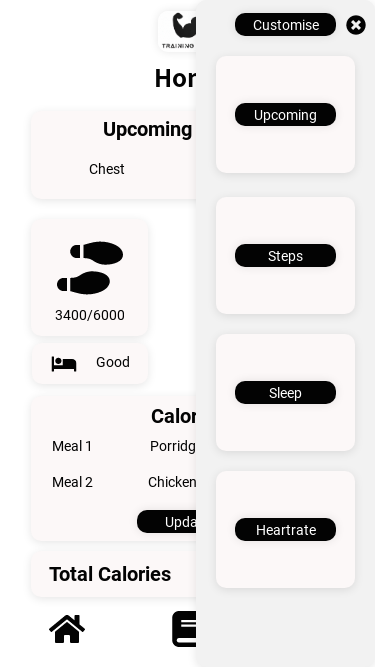 TRAINING
Hor
Upcoming
Chest
3400/6000
Good
Calor
Meal 1 Porridg
Meal 2 Chicken
Upda
Total Calories
Customise
Upcoming
Steps
Sleep
Heartrate